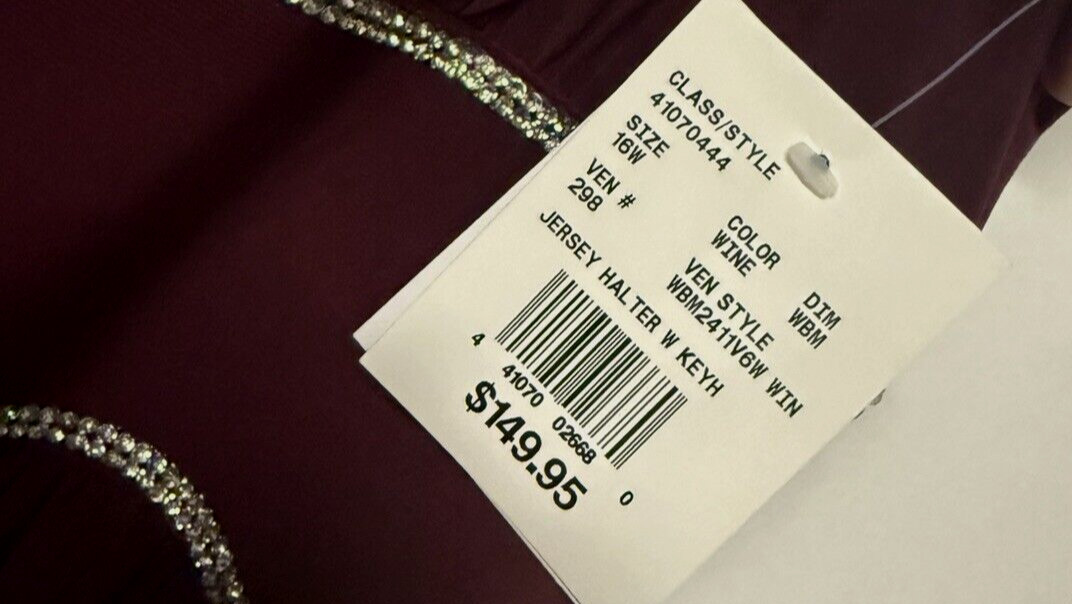 CLASS/STYLE
41070444
SIZE COLOR DIM
16W WINE WBM
VEN # VEN STYLE
298 WBM2411V6W WIN
JERSEY HALTER W KEYH
4 41070 02668 0
$149.95